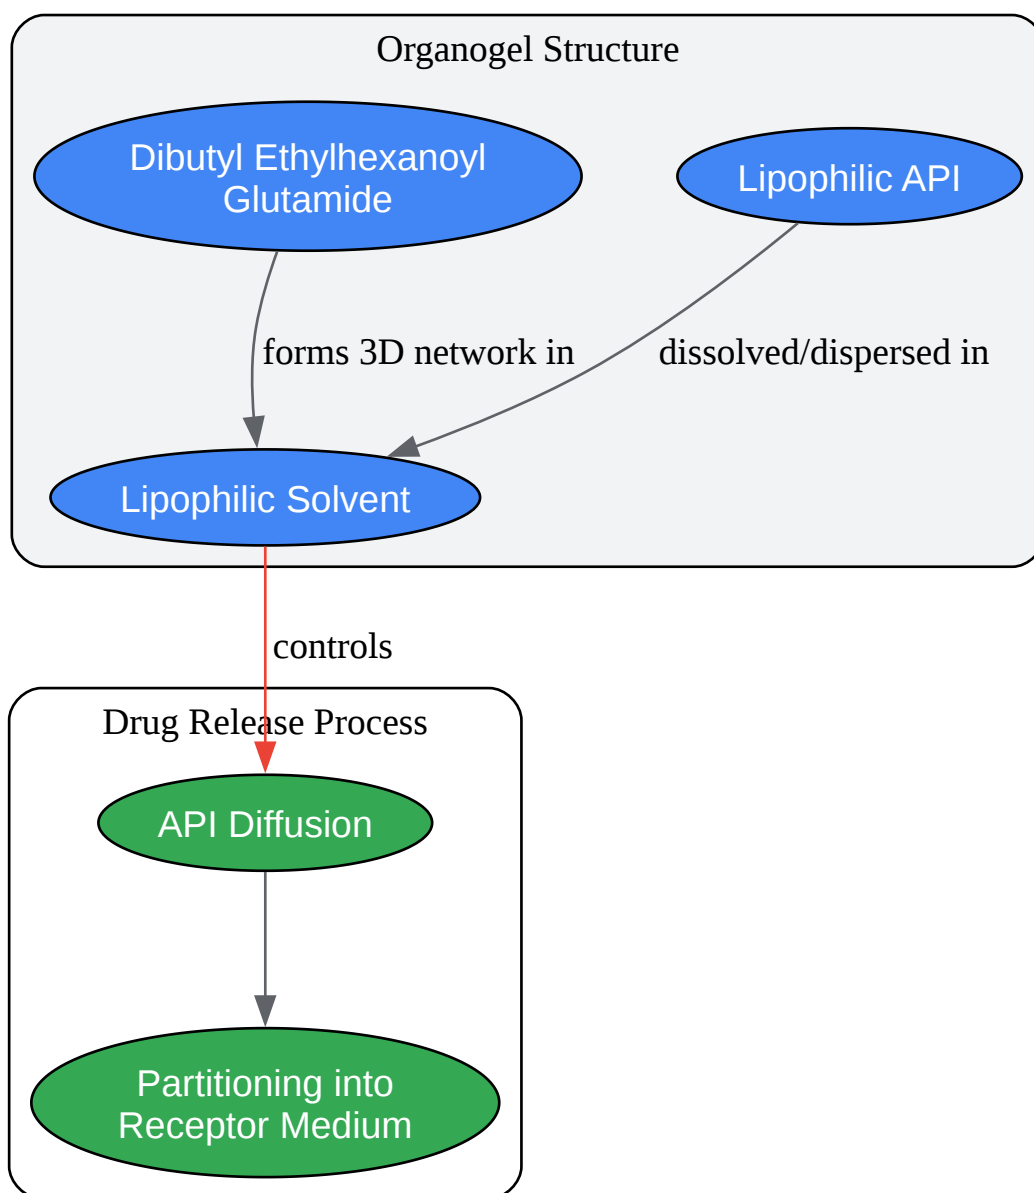 Organogel Structure
Dibutyl Ethylhexanoyl
Glutamide
Lipophilic API
forms 3D network in
dissolved/dispersed in
Lipophilic Solvent
controls
Drug Release Process
API Diffusion
Partitioning into
Receptor Medium